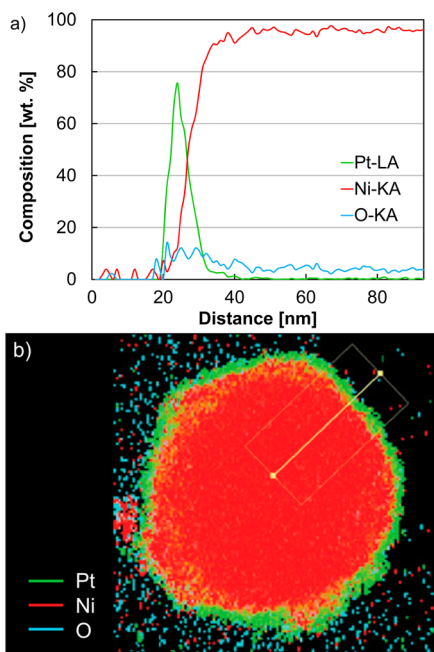 a)
100
80
60
40
20
0
Composition [wt. %]
Pt-LA
Ni-KA
O-KA
0 20 40 60 80
Distance [nm]
b)
Pt
Ni
O